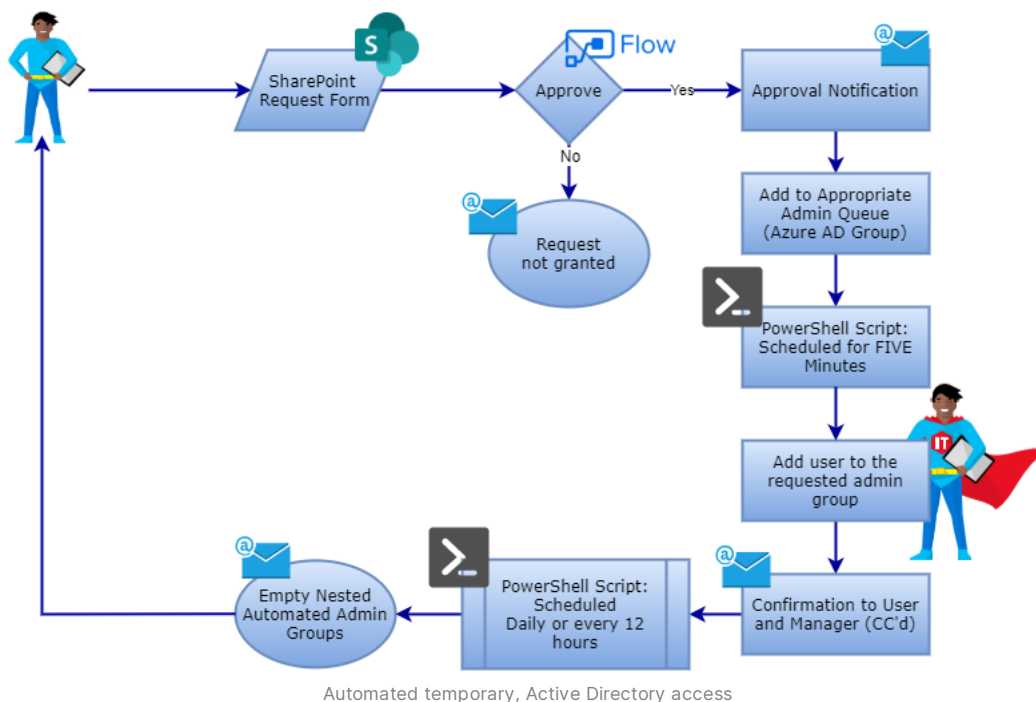 S
SharePoint
Request Form
Flow
Approve
Yes
@
Approval Notification
No
@
Request
not granted
Add to Appropriate
Admin Queue
(Azure AD Group)
PowerShell Script:
Scheduled for FIVE
Minutes
IT
Add user to the
requested admin
group
@
Confirmation to User
and Manager (CC'd)
PowerShell Script:
Scheduled
Daily or every 12
hours
@
Empty Nested
Automated Admin
Groups
Automated temporary, Active Directory access